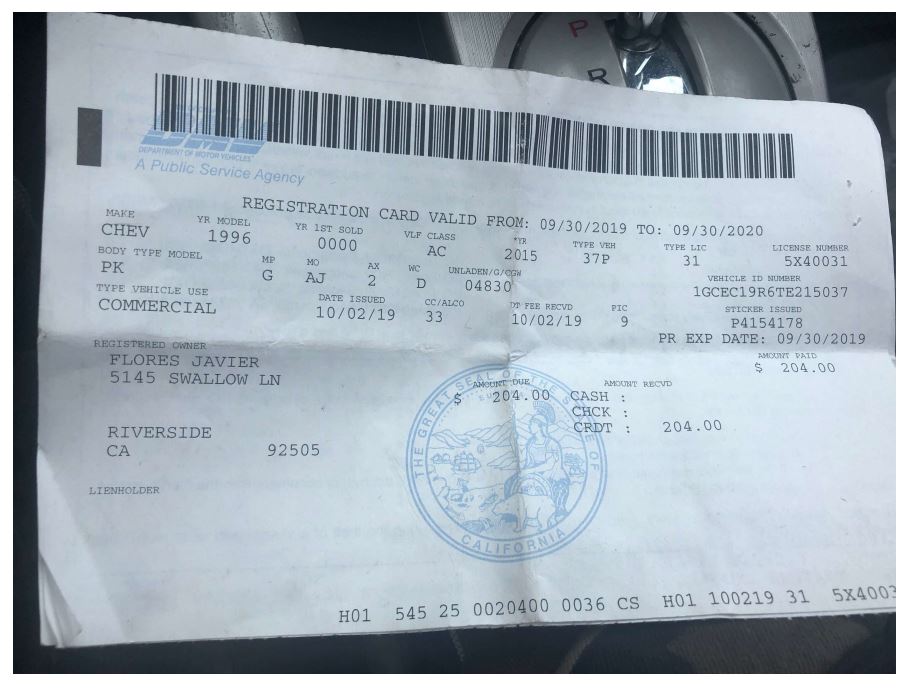 P
R
DMV
DEPARTMENT OF MOTOR VEHICLES
A Public Service Agency
REGISTRATION CARD VALID FROM: 09/30/2019 TO: 09/30/2020
MAKE YR MODEL YR 1ST SOLD VLF CLASS *YR TYPE VEH TYPE LIC LICENSE NUMBER
CHEV 1996 0000 AC 2015 37P 31 5X40031
BODY TYPE MODEL MP MO AX WC UNLADEN/G/CGW VEHICLE ID NUMBER
PK G AJ 2 D 04830 1GCEC19R6TE215037
TYPE VEHICLE USE DATE ISSUED CC/ALCO DT FEE RECVD PIC STICKER ISSUED
COMMERCIAL 10/02/19 33 10/02/19 9 P4154178
PR EXP DATE: 09/30/2019
REGISTERED OWNER AMOUNT PAID
FLORES JAVIER $ 204.00
5145 SWALLOW LN AMOUNT DUE AMOUNT RECVD
$ 204.00 CASH :
CHCK :
RIVERSIDE CRDT : 204.00
CA 92505
LIENHOLDER
THE GREAT SEAL OF THE STATE OF CALIFORNIA
H01 545 25 0020400 0036 CS H01 100219 31 5X4003